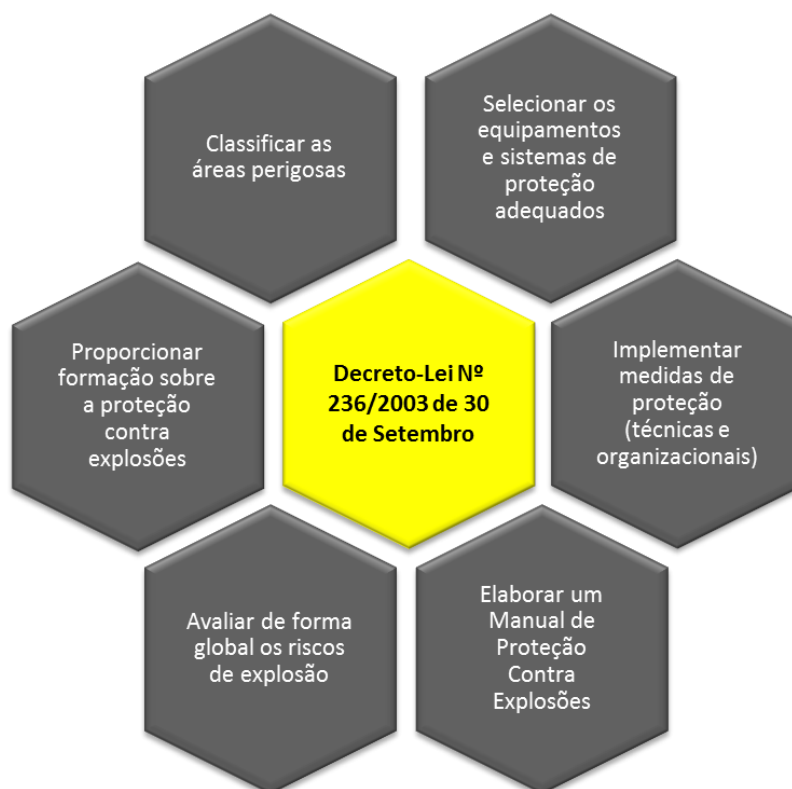 Classificar as
áreas perigosas
Selecionar os
equipamentos
e sistemas de
proteção
adequados
Proporcionar
formação sobre
a proteção
contra
explosões
Decreto-Lei Nº
236/2003 de 30
de Setembro
Implementar
medidas de
proteção
(técnicas e
organizacionais)
Avaliar de forma
global os riscos
de explosão
Elaborar um
Manual de
Proteção
Contra
Explosões